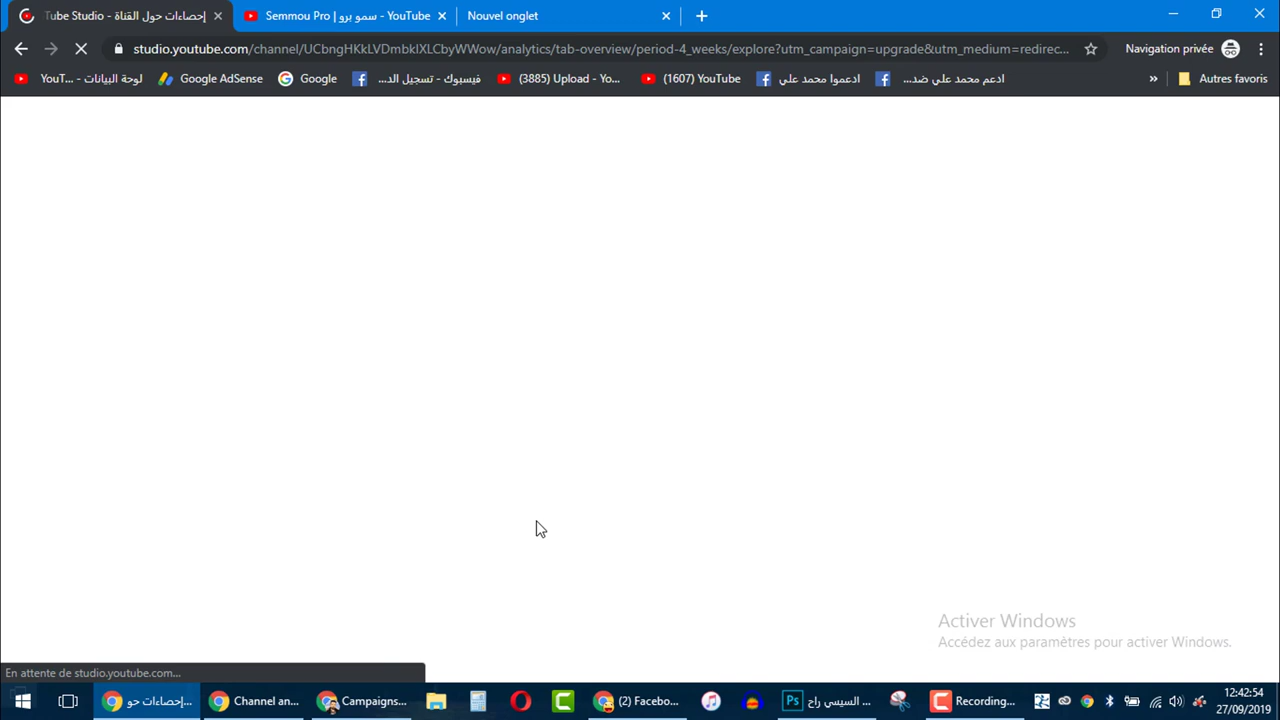 Tube Studio - إحصاءات حول القناة
Semmou Pro | سمو برو - YouTube
Nouvel onglet
studio.youtube.com/channel/UCbngHKkLVDmbklXLCbyWWow/analytics/tab-overview/period-4_weeks/explore?utm_campaign=upgrade&utm_medium=redirec...
Navigation privée
لوحة البيانات - YouT...
Google AdSense
Google
فيسبوك - تسجيل الد...
(3885) Upload - Yo...
(1607) YouTube
ادعموا محمد علي
ادعم محمد علي ضد...
»
Autres favoris
Activer Windows
Accédez aux paramètres pour activer Windows.
En attente de studio.youtube.com...
إحصاءات حو...
Channel an...
Campaigns...
(2) Facebo...
Ps
السيسي راح ...
Recording...
12:42:54
27/09/2019